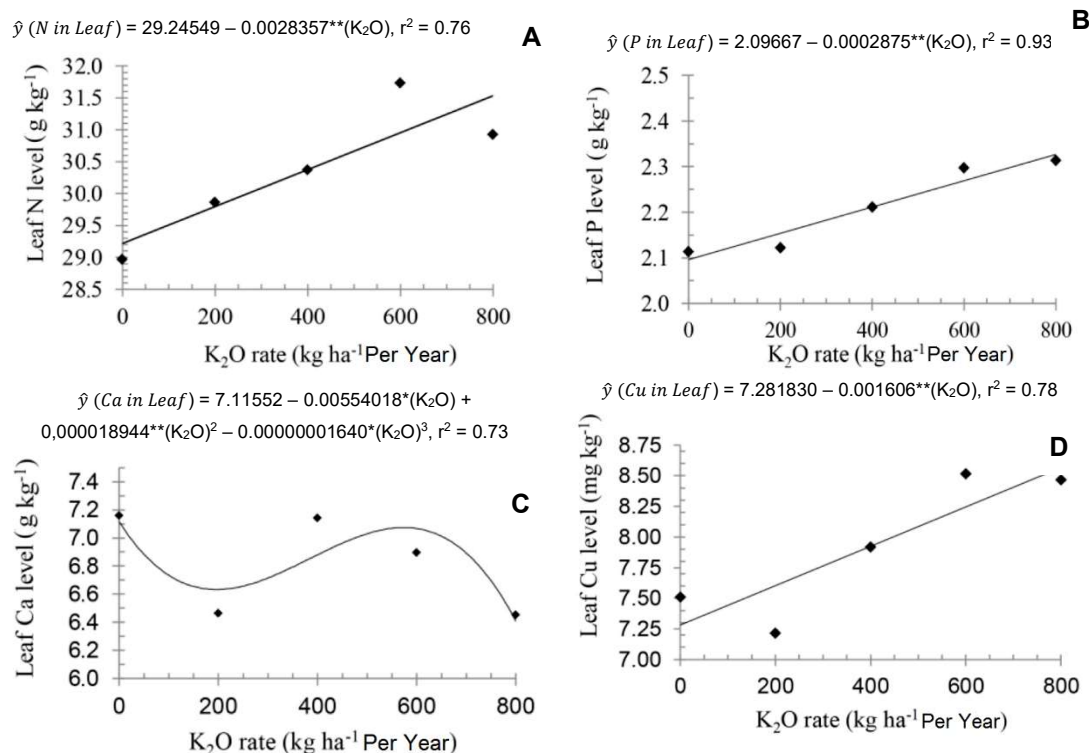 ŷ (N in Leaf) = 29.24549 – 0.0028357**(K₂O), r² = 0.76
A
32.0
31.5
31.0
30.5
30.0
29.5
29.0
28.5
Leaf N level (g kg⁻¹)
0 200 400 600 800
K₂O rate (kg ha⁻¹ Per Year)
B
ŷ (P in Leaf) = 2.09667 – 0.0002875**(K₂O), r² = 0.93
2.5
2.4
2.3
2.2
2.1
2.0
Leaf P level (g kg⁻¹)
0 200 400 600 800
K₂O rate (kg ha⁻¹ Per Year)
ŷ (Ca in Leaf) = 7.11552 – 0.00554018*(K₂O) +
0,000018944**(K₂O)² – 0.00000001640*(K₂O)³, r² = 0.73
C
7.4
7.2
7.0
6.8
6.6
6.4
6.2
6.0
Leaf Ca level (g kg⁻¹)
0 200 400 600 800
K₂O rate (kg ha⁻¹ Per Year)
ŷ (Cu in Leaf) = 7.281830 – 0.001606**(K₂O), r² = 0.78
D
8.75
8.50
8.25
8.00
7.75
7.50
7.25
7.00
Leaf Cu level (mg kg⁻¹)
0 200 400 600 800
K₂O rate (kg ha⁻¹ Per Year)